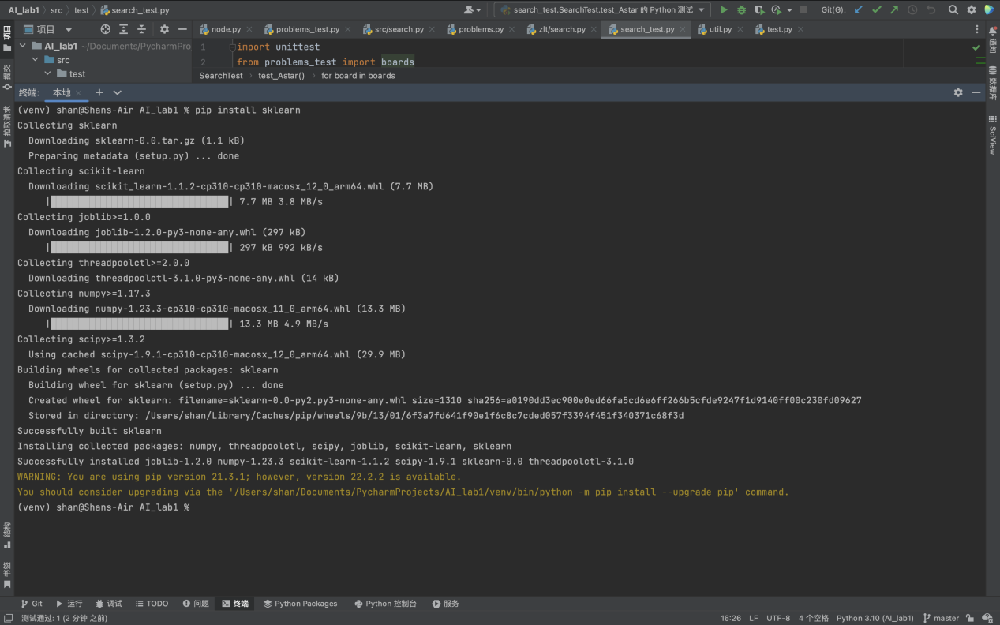 AI_lab1 src test search_test.py
search_test.SearchTest.test_Astar 的 Python 测试
Git(G):
项目
node.py problems_test.py src/search.py problems.py zlt/search.py search_test.py util.py test.py
AI_lab1 ~/Documents/PycharmPro
src
test
1 import unittest
2 from problems_test import boards
SearchTest test_Astar() for board in boards
项目
提交
拉取请求
结构
书签
通知
数据库
SciView
终端: 本地
(venv) shan@Shans-Air AI_lab1 % pip install sklearn
Collecting sklearn
Downloading sklearn-0.0.tar.gz (1.1 kB)
Preparing metadata (setup.py) ... done
Collecting scikit-learn
Downloading scikit_learn-1.1.2-cp310-cp310-macosx_12_0_arm64.whl (7.7 MB)
|████████████████████████████████| 7.7 MB 3.8 MB/s
Collecting joblib>=1.0.0
Downloading joblib-1.2.0-py3-none-any.whl (297 kB)
|████████████████████████████████| 297 kB 992 kB/s
Collecting threadpoolctl>=2.0.0
Downloading threadpoolctl-3.1.0-py3-none-any.whl (14 kB)
Collecting numpy>=1.17.3
Downloading numpy-1.23.3-cp310-cp310-macosx_11_0_arm64.whl (13.3 MB)
|████████████████████████████████| 13.3 MB 4.9 MB/s
Collecting scipy>=1.3.2
Using cached scipy-1.9.1-cp310-cp310-macosx_12_0_arm64.whl (29.9 MB)
Building wheels for collected packages: sklearn
Building wheel for sklearn (setup.py) ... done
Created wheel for sklearn: filename=sklearn-0.0-py2.py3-none-any.whl size=1310 sha256=a0190dd3ec900e0ed66fa5cd6e6ff266b5cfde9247f1d9140ff00c230fd09627
Stored in directory: /Users/shan/Library/Caches/pip/wheels/9b/13/01/6f3a7fd641f90e1f6c8c7cded057f3394f451f340371c68f3d
Successfully built sklearn
Installing collected packages: numpy, threadpoolctl, scipy, joblib, scikit-learn, sklearn
Successfully installed joblib-1.2.0 numpy-1.23.3 scikit-learn-1.1.2 scipy-1.9.1 sklearn-0.0 threadpoolctl-3.1.0
WARNING: You are using pip version 21.3.1; however, version 22.2.2 is available.
You should consider upgrading via the '/Users/shan/Documents/PycharmProjects/AI_lab1/venv/bin/python -m pip install --upgrade pip' command.
(venv) shan@Shans-Air AI_lab1 %
Git 运行 调试 TODO 问题 终端 Python Packages Python 控制台 服务
测试通过: 1 (2 分钟 之前) 16:26 LF UTF-8 4 个空格 Python 3.10 (AI_lab1) master